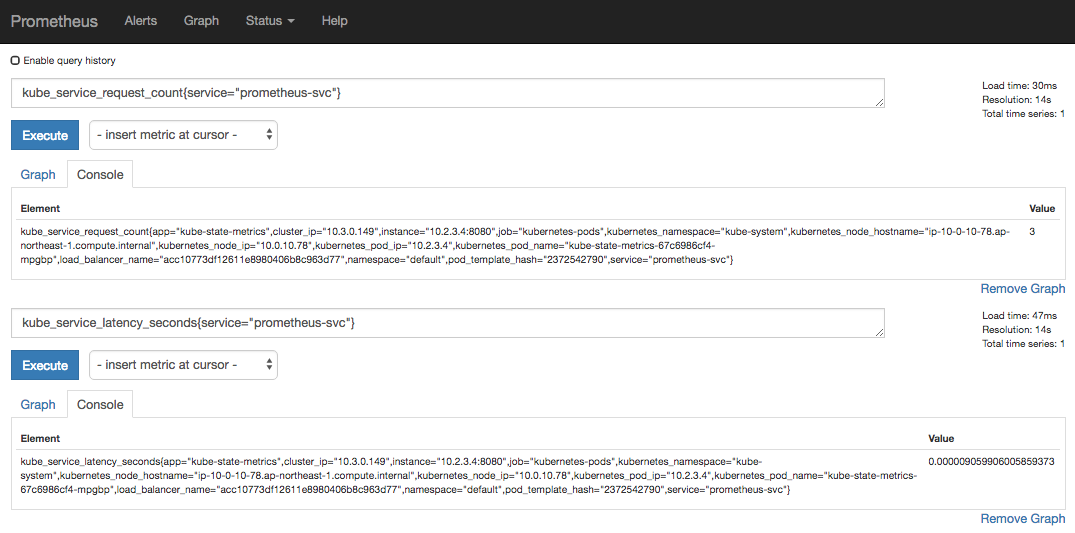 Prometheus Alerts Graph Status Help
Enable query history
kube_service_request_count{service="prometheus-svc"}
Load time: 30ms
Resolution: 14s
Total time series: 1
Execute - insert metric at cursor -
Graph Console
Element Value
kube_service_request_count{app="kube-state-metrics",cluster_ip="10.3.0.149",instance="10.2.3.4:8080",job="kubernetes-pods",kubernetes_namespace="kube-system",kubernetes_node_hostname="ip-10-0-10-78.ap- 3
northeast-1.compute.internal",kubernetes_node_ip="10.0.10.78",kubernetes_pod_ip="10.2.3.4",kubernetes_pod_name="kube-state-metrics-67c6986cf4-
mpgbp",load_balancer_name="acc10773df12611e8980406b8c963d77",namespace="default",pod_template_hash="2372542790",service="prometheus-svc"}
Remove Graph
kube_service_latency_seconds{service="prometheus-svc"}
Load time: 47ms
Resolution: 14s
Total time series: 1
Execute - insert metric at cursor -
Graph Console
Element Value
kube_service_latency_seconds{app="kube-state-metrics",cluster_ip="10.3.0.149",instance="10.2.3.4:8080",job="kubernetes-pods",kubernetes_namespace="kube- 0.000009059906005859373
system",kubernetes_node_hostname="ip-10-0-10-78.ap-northeast-1.compute.internal",kubernetes_node_ip="10.0.10.78",kubernetes_pod_ip="10.2.3.4",kubernetes_pod_name="kube-state-metrics-
67c6986cf4-mpgbp",load_balancer_name="acc10773df12611e8980406b8c963d77",namespace="default",pod_template_hash="2372542790",service="prometheus-svc"}
Remove Graph